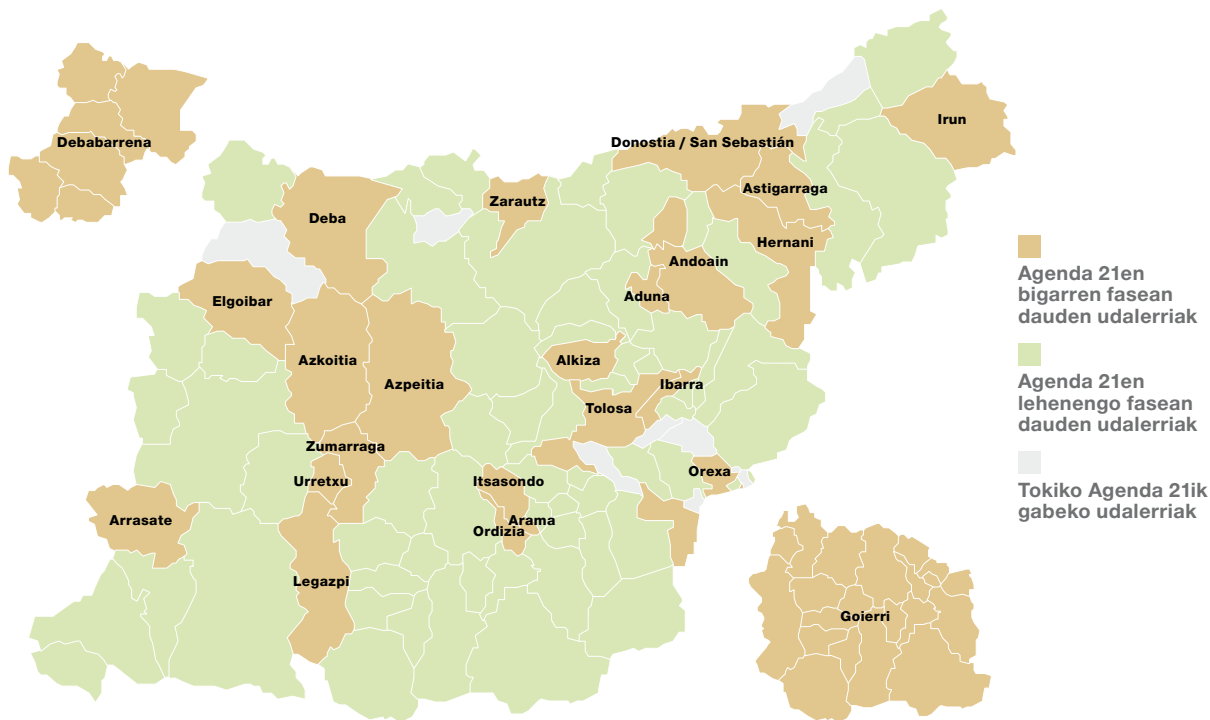 Debabarrena
Donostia / San Sebastián
Irun
Astigarraga
Zarautz
Deba
Hernani
Andoain
Elgoibar
Aduna
Azkoitia
Alkiza
Azpeitia
Ibarra
Tolosa
Zumarraga
Orexa
Urretxu
Itsasondo
Arrasate
Arama
Ordizia
Legazpi
Goierri
Agenda 21en
bigarren fasean
dauden udalerriak
Agenda 21en
lehenengo fasean
dauden udalerriak
Tokiko Agenda 21ik
gabeko udalerriak